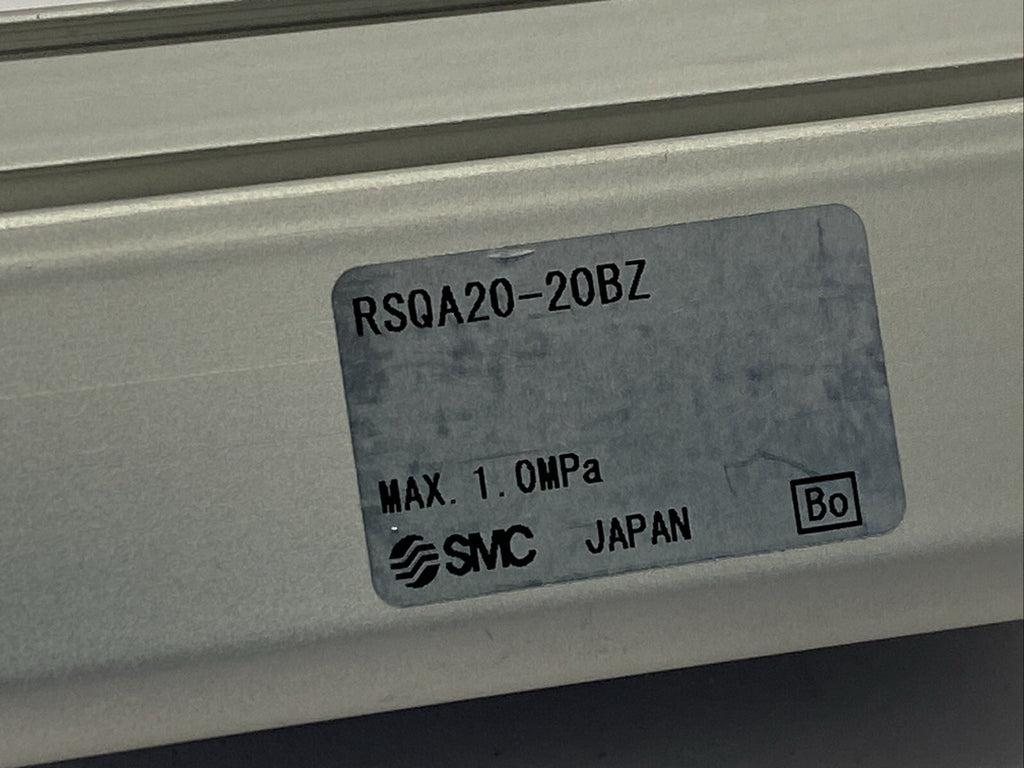 RSQA20-20BZ
MAX. 1.0MPa
SMC JAPAN Bo